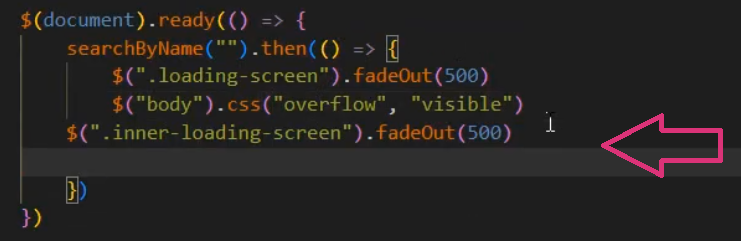 $(document).ready(() => {
searchByName("").then(() => {
$(".loading-screen").fadeOut(500)
$("body").css("overflow", "visible")
$(".inner-loading-screen").fadeOut(500)
})
})